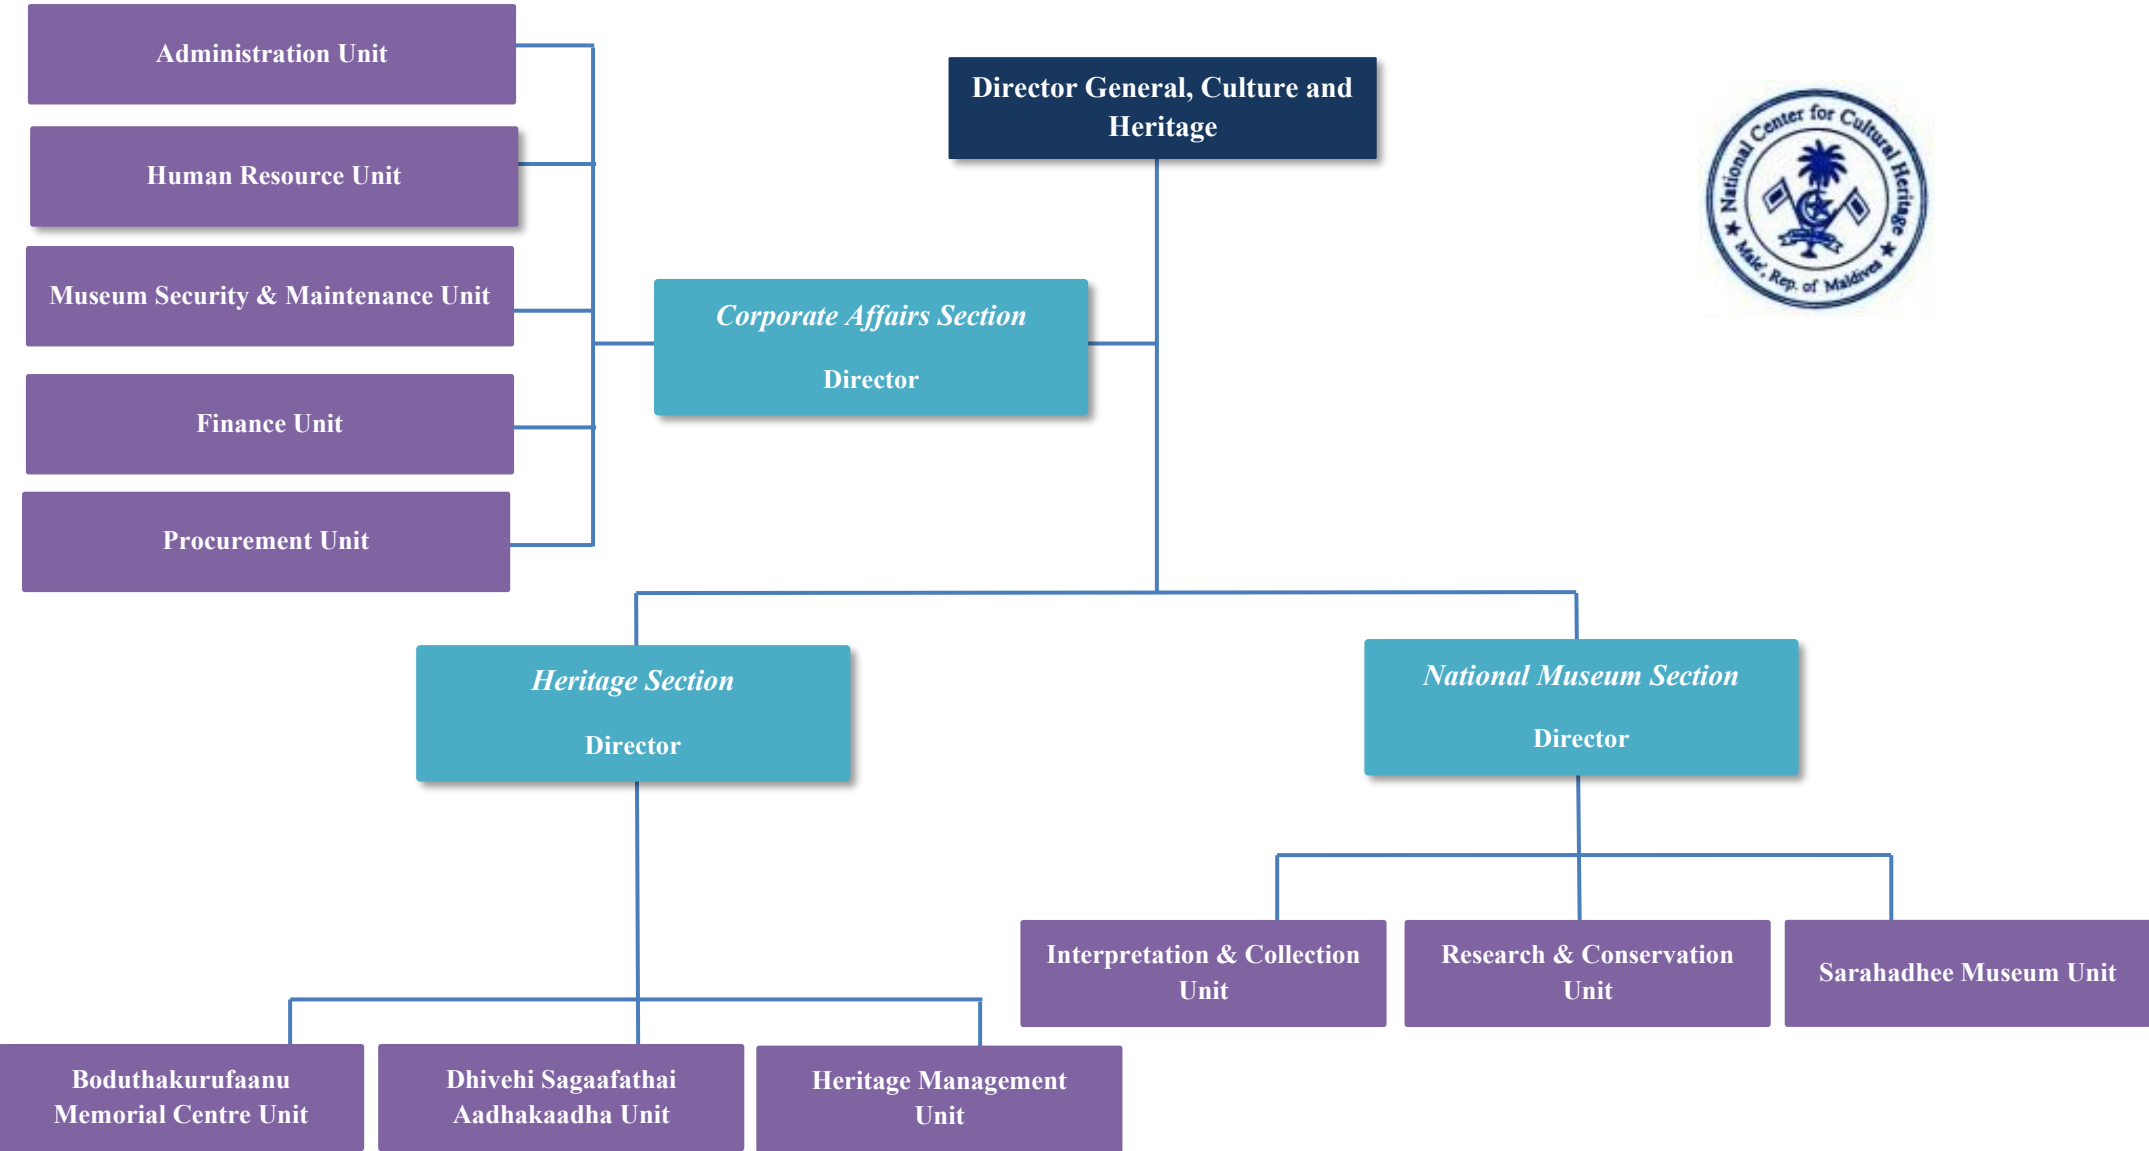 Administration Unit
Human Resource Unit
Museum Security & Maintenance Unit
Finance Unit
Procurement Unit
Director General, Culture and
Heritage
National Center for Cultural Heritage
Male', Rep. of Maldives
Corporate Affairs Section
Director
Heritage Section
Director
National Museum Section
Director
Interpretation & Collection
Unit
Research & Conservation
Unit
Sarahadhee Museum Unit
Boduthakurufaanu
Memorial Centre Unit
Dhivehi Sagaafathai
Aadhakaadha Unit
Heritage Management
Unit